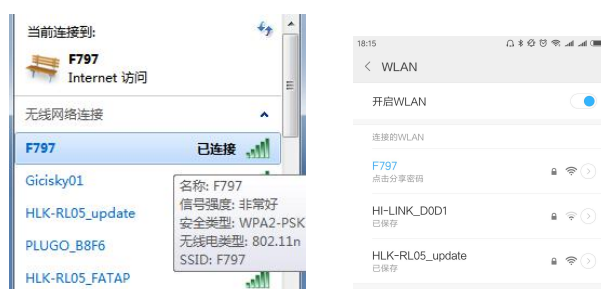 当前连接到:
F797
Internet 访问
无线网络连接
F797 已连接
Gicisky01
HLK-RL05_update
PLUGO_B8F6
HLK-RL05_FATAP
名称: F797
信号强度: 非常好
安全类型: WPA2-PSK
无线电类型: 802.11n
SSID: F797
18:15
WLAN
开启WLAN
连接的WLAN
F797
点击分享密码
HI-LINK_D0D1
已保存
HLK-RL05_update
已保存